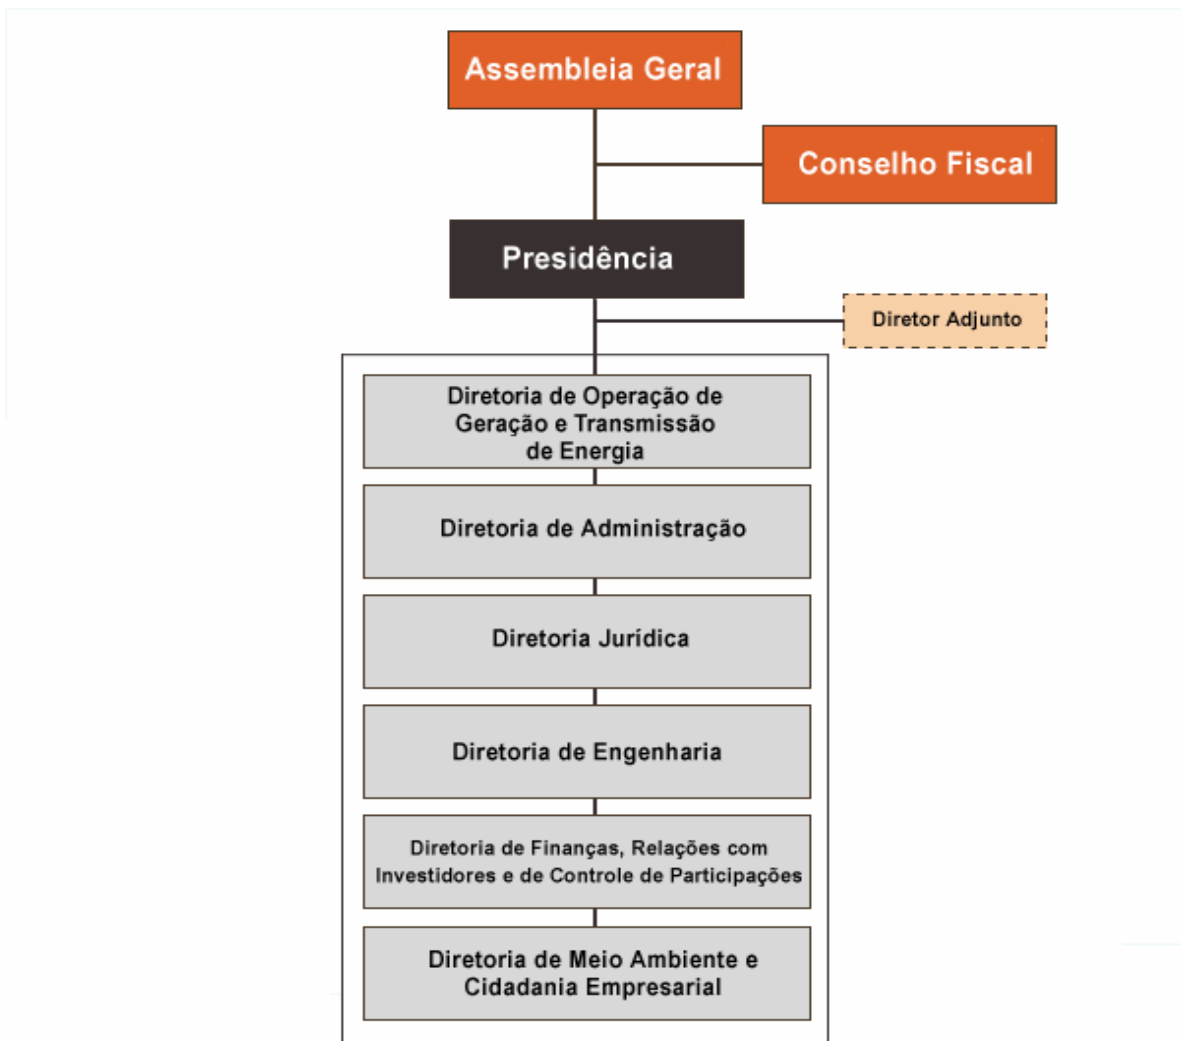 Assembleia Geral
Conselho Fiscal
Presidência
Diretor Adjunto
Diretoria de Operação de
Geração e Transmissão
de Energia
Diretoria de Administração
Diretoria Jurídica
Diretoria de Engenharia
Diretoria de Finanças, Relações com
Investidores e de Controle de Participações
Diretoria de Meio Ambiente e
Cidadania Empresarial